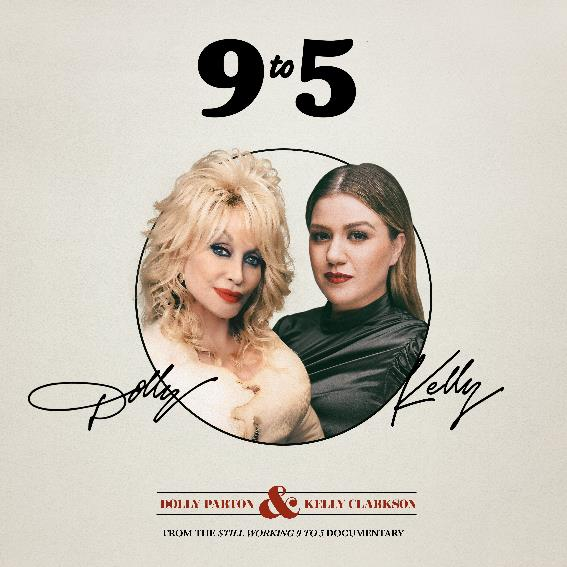 9 to 5
Dolly
Kelly
DOLLY PARTON & KELLY CLARKSON
FROM THE STILL WORKING 9 TO 5 DOCUMENTARY